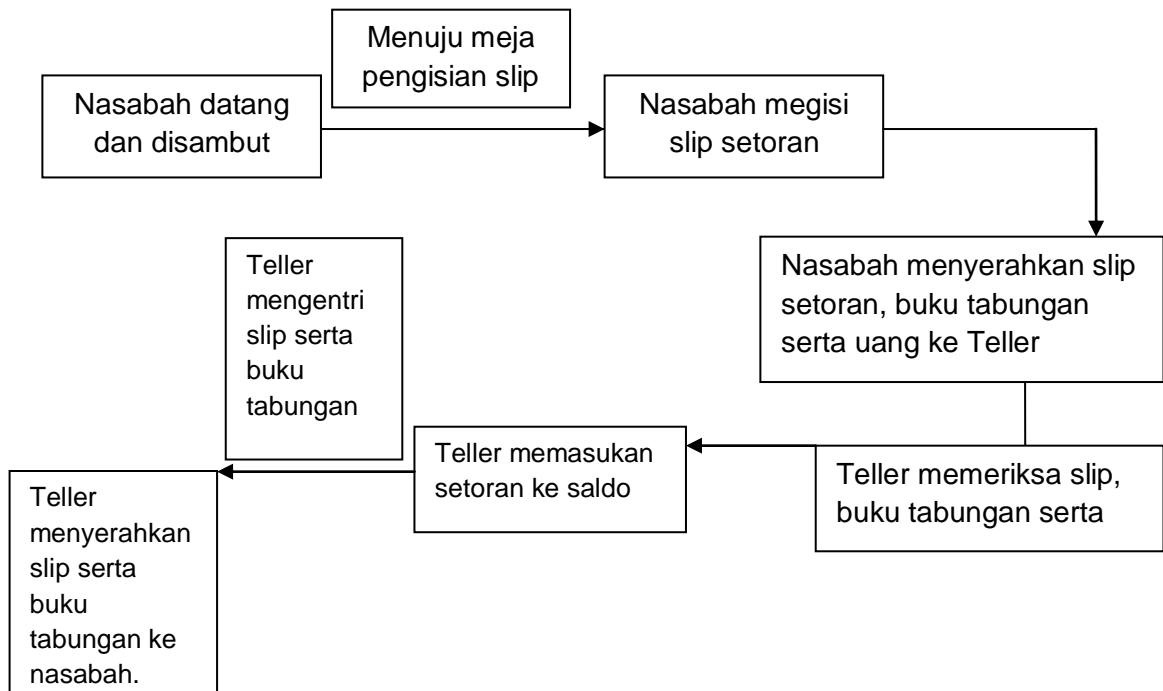 Menuju meja
pengisian slip
Nasabah datang
dan disambut
Nasabah megisi
slip setoran
Nasabah menyerahkan slip
setoran, buku tabungan
serta uang ke Teller
Teller
mengentri
slip serta
buku
tabungan
Teller memasukan
setoran ke saldo
Teller memeriksa slip,
buku tabungan serta
Teller
menyerahkan
slip serta
buku
tabungan ke
nasabah.